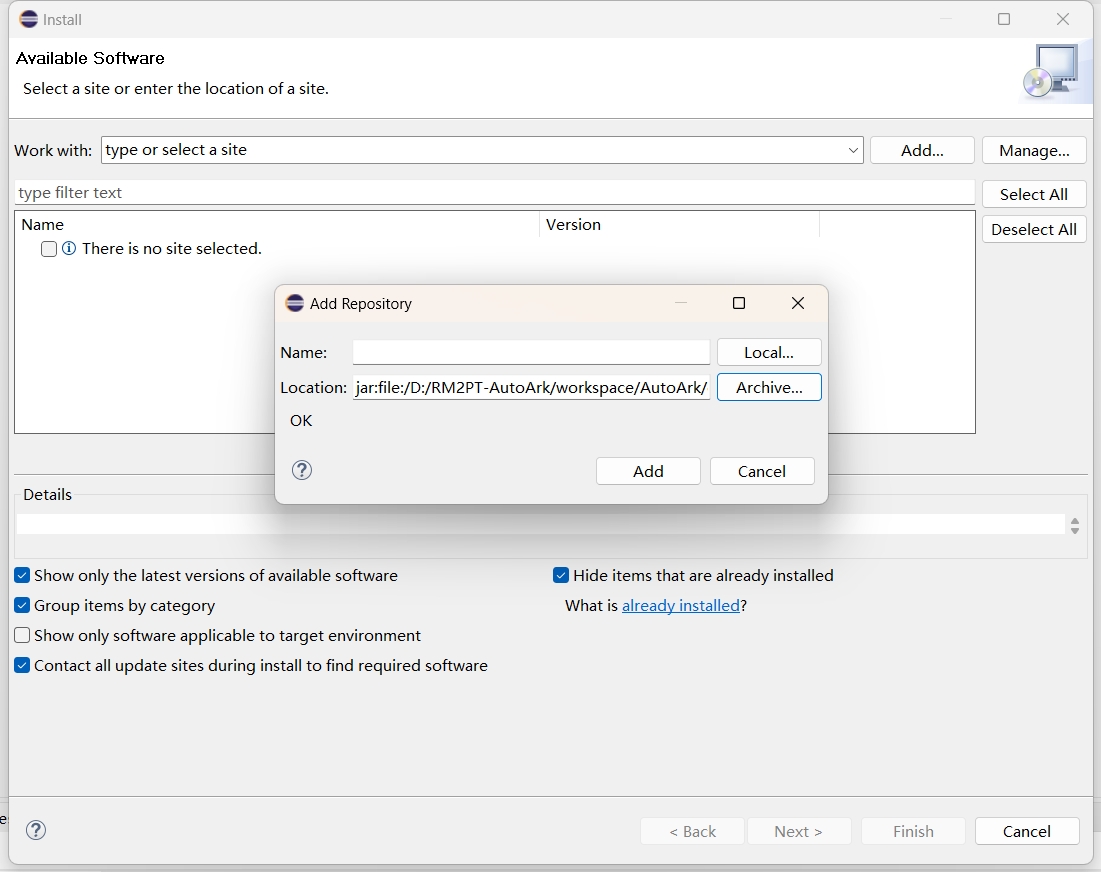 Install
Available Software
Select a site or enter the location of a site.
Work with: type or select a site Add... Manage...
type filter text Select All
Name Version Deselect All
There is no site selected.
Add Repository
Name: Local...
Location: jar:file:/D:/RM2PT-AutoArk/workspace/AutoArk/ Archive...
OK
Add Cancel
Details
Show only the latest versions of available software Hide items that are already installed
Group items by category What is already installed?
Show only software applicable to target environment
Contact all update sites during install to find required software
< Back Next > Finish Cancel